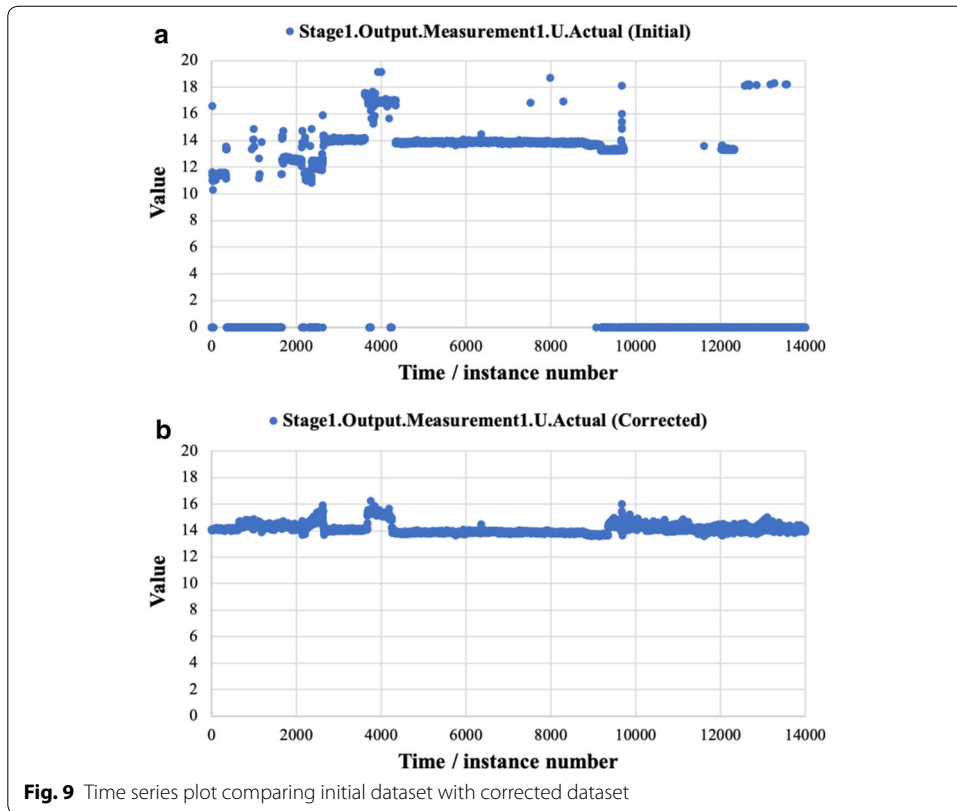 a
Stage1.Output.Measurement1.U.Actual (Initial)
20
18
16
14
12
10
8
6
4
2
0
Value
0 2000 4000 6000 8000 10000 12000 14000
Time / instance number
b
Stage1.Output.Measurement1.U.Actual (Corrected)
20
18
16
14
12
10
8
6
4
2
0
Value
0 2000 4000 6000 8000 10000 12000 14000
Time / instance number
Fig. 9 Time series plot comparing initial dataset with corrected dataset